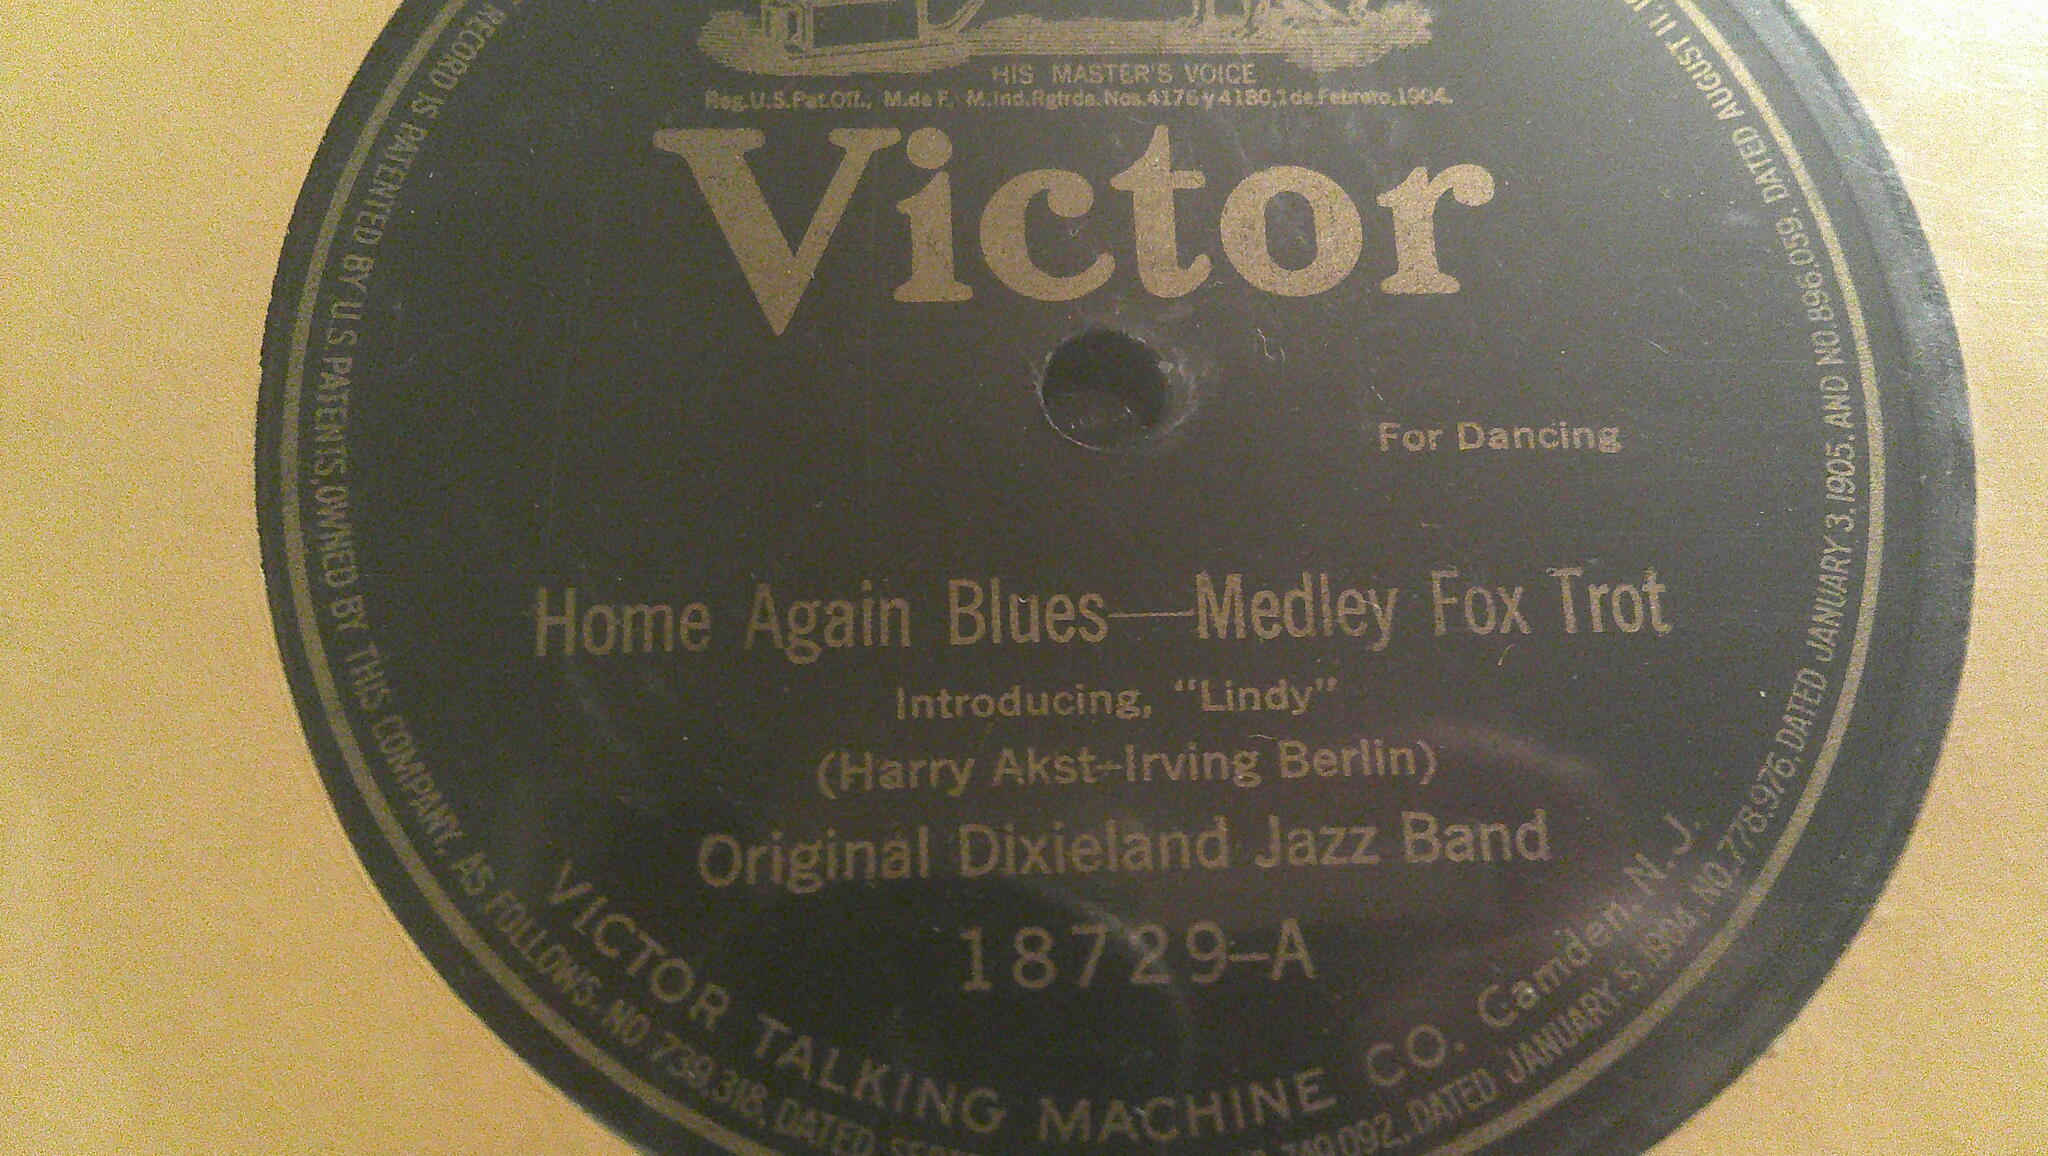 HIS MASTER'S VOICE
Reg.U.S.Pat.Off., M.de F. M.Ind.Rgtrda.Nos.4176 y 4180,1 de Febrero,1904.
Victor
For Dancing
Home Again Blues—Medley Fox Trot
Introducing, "Lindy"
(Harry Akst-Irving Berlin)
Original Dixieland Jazz Band
18729-A
VICTOR TALKING MACHINE CO. Camden, N. J.
RECORD IS PATENTED BY U.S. PATENTS, OWNED BY THIS COMPANY, AS FOLLOWS, NO. 739,318, DATED 092, DATED JANUARY 5, 1904, NO. 778.976, DATED JANUARY 3, 1905. AND NO. 896.059, DATED AUGUST 11,